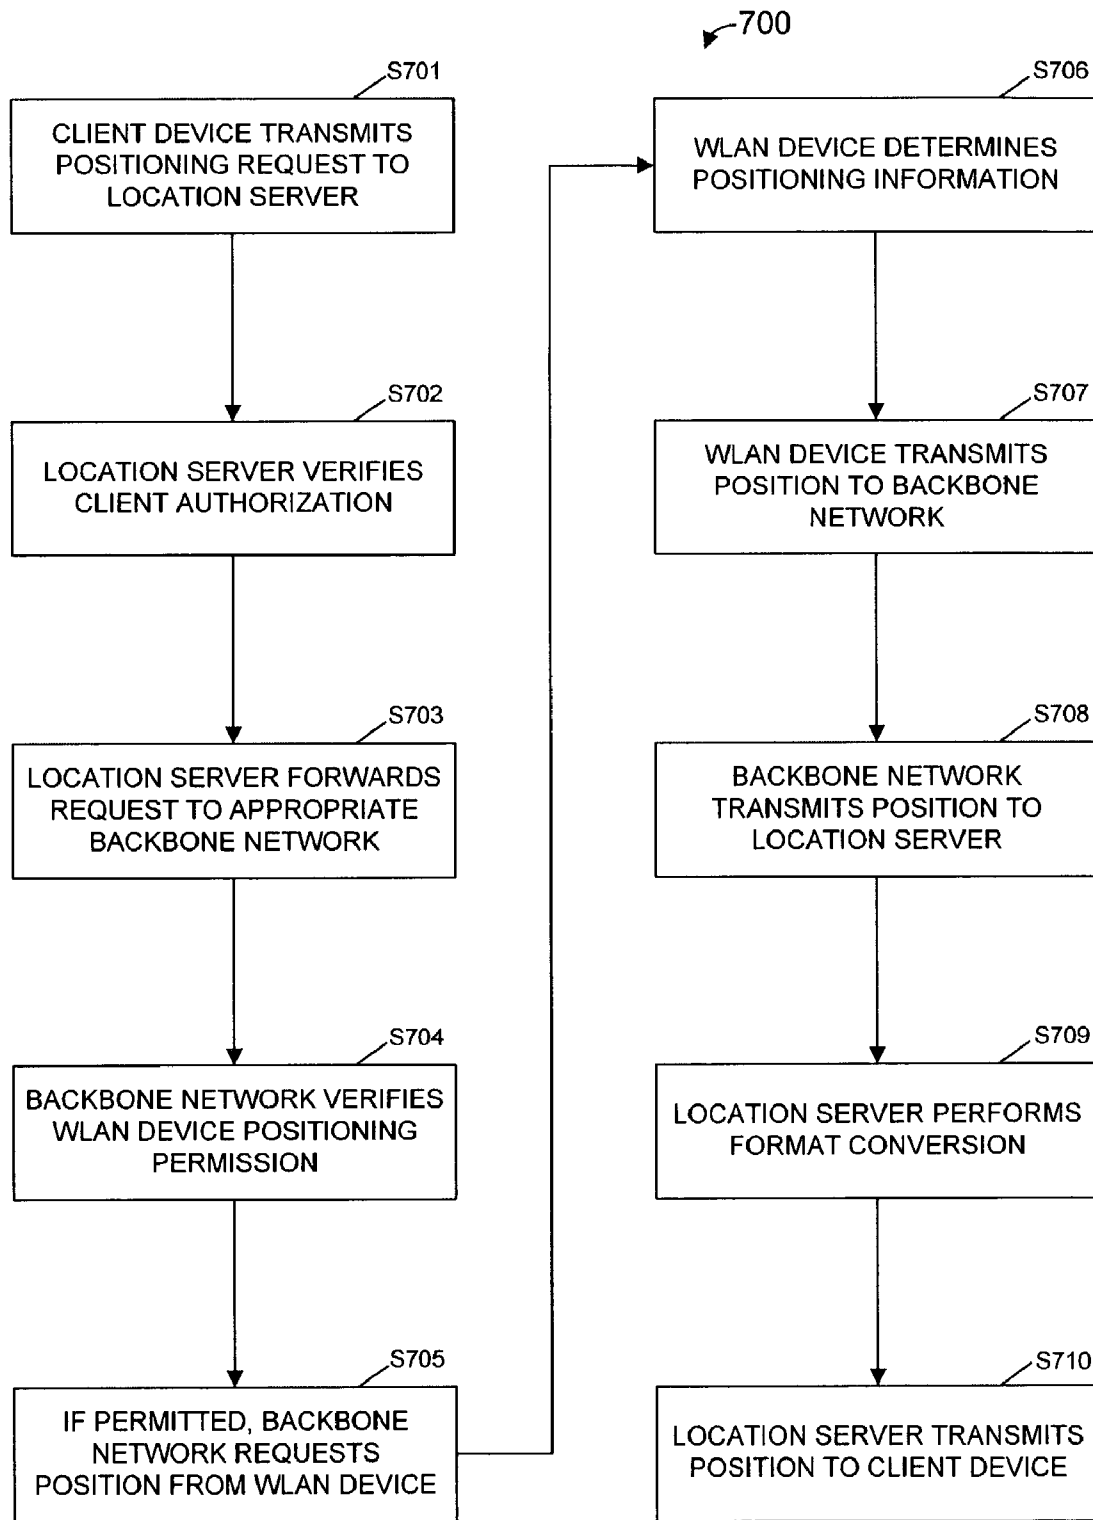 700
S701
CLIENT DEVICE TRANSMITS
POSITIONING REQUEST TO
LOCATION SERVER
S702
LOCATION SERVER VERIFIES
CLIENT AUTHORIZATION
S703
LOCATION SERVER FORWARDS
REQUEST TO APPROPRIATE
BACKBONE NETWORK
S704
BACKBONE NETWORK VERIFIES
WLAN DEVICE POSITIONING
PERMISSION
S705
IF PERMITTED, BACKBONE
NETWORK REQUESTS
POSITION FROM WLAN DEVICE
S706
WLAN DEVICE DETERMINES
POSITIONING INFORMATION
S707
WLAN DEVICE TRANSMITS
POSITION TO BACKBONE
NETWORK
S708
BACKBONE NETWORK
TRANSMITS POSITION TO
LOCATION SERVER
S709
LOCATION SERVER PERFORMS
FORMAT CONVERSION
S710
LOCATION SERVER TRANSMITS
POSITION TO CLIENT DEVICE